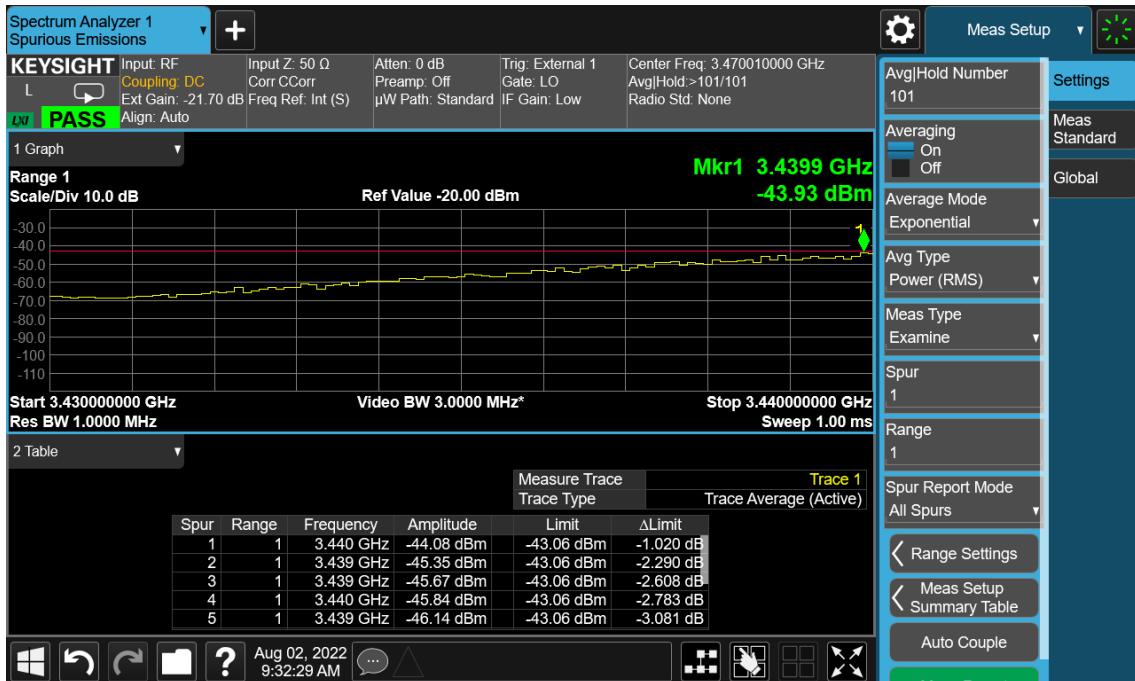 Spectrum Analyzer 1
Spurious Emissions
+
Meas Setup
KEYSIGHT
L
LXI
PASS
Input: RF
Coupling: DC
Ext Gain: -21.70 dB
Align: Auto
Input Z: 50 Ω
Corr CCorr
Freq Ref: Int (S)
Atten: 0 dB
Preamp: Off
µW Path: Standard
Trig: External 1
Gate: LO
IF Gain: Low
Center Freq: 3.470010000 GHz
Avg|Hold:>101/101
Radio Std: None
1 Graph
Range 1
Scale/Div 10.0 dB
Ref Value -20.00 dBm
Mkr1 3.4399 GHz
-43.93 dBm
1
-30.0
-40.0
-50.0
-60.0
-70.0
-80.0
-90.0
-100
-110
Start 3.430000000 GHz
Res BW 1.0000 MHz
Video BW 3.0000 MHz*
Stop 3.440000000 GHz
Sweep 1.00 ms
2 Table
Measure Trace Trace 1
Trace Type Trace Average (Active)
Spur Range Frequency Amplitude Limit ΔLimit
1 1 3.440 GHz -44.08 dBm -43.06 dBm -1.020 dB
2 1 3.439 GHz -45.35 dBm -43.06 dBm -2.290 dB
3 1 3.439 GHz -45.67 dBm -43.06 dBm -2.608 dB
4 1 3.440 GHz -45.84 dBm -43.06 dBm -2.783 dB
5 1 3.439 GHz -46.14 dBm -43.06 dBm -3.081 dB
?
Aug 02, 2022
9:32:29 AM
Avg|Hold Number
101
Averaging
On
Off
Average Mode
Exponential
Avg Type
Power (RMS)
Meas Type
Examine
Spur
1
Range
1
Spur Report Mode
All Spurs
Range Settings
Meas Setup
Summary Table
Auto Couple
Settings
Meas
Standard
Global